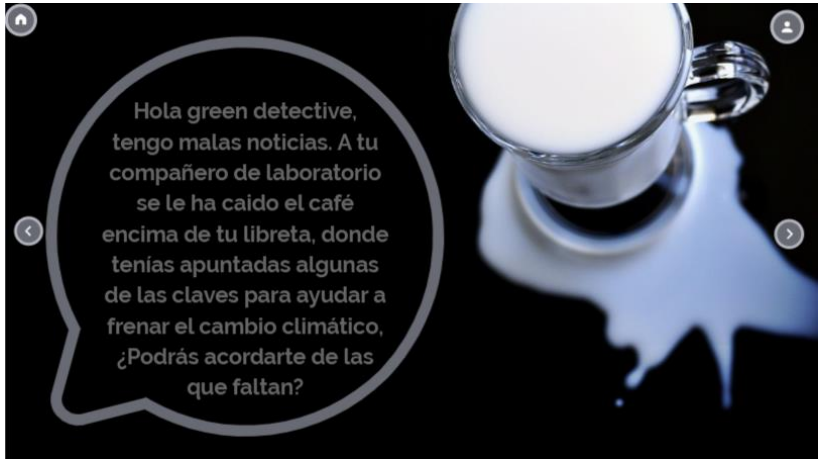 Hola green detective,
tengo malas noticias. A tu
compañero de laboratorio
se le ha caido el café
encima de tu libreta, donde
tenías apuntadas algunas
de las claves para ayudar a
frenar el cambio climático,
¿Podrás acordarte de las
que faltan?